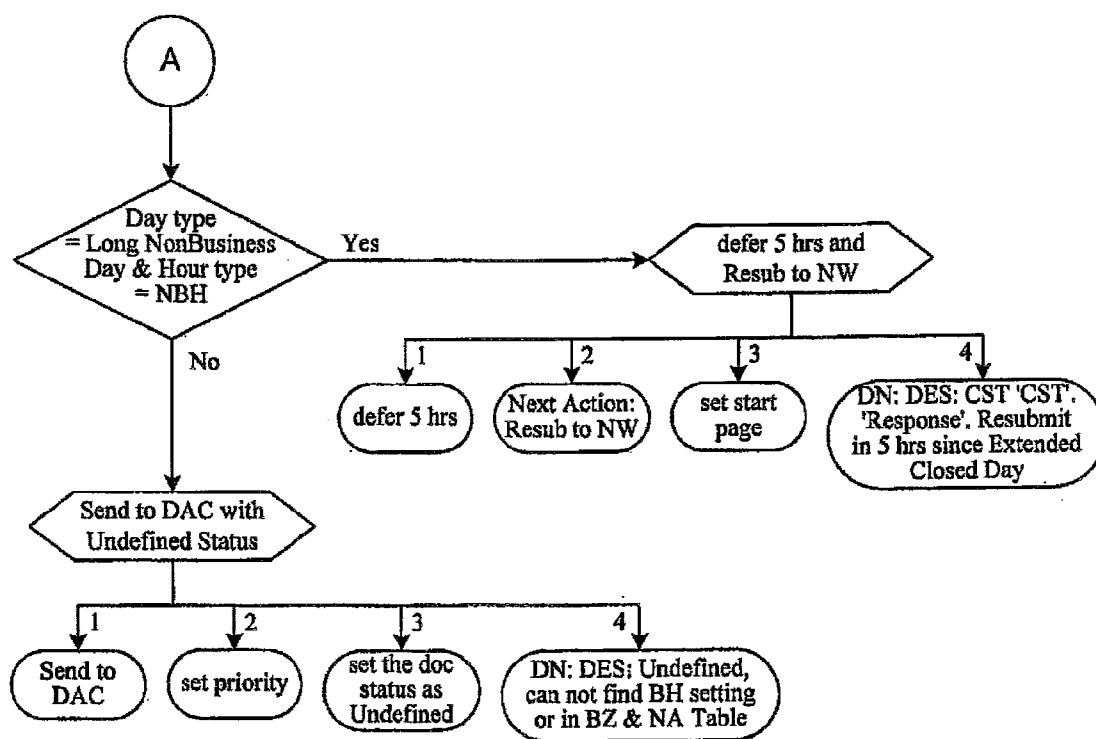 A
Day type
= Long NonBusiness
Day & Hour type
= NBH
Yes
defer 5 hrs and
Resub to NW
No
1
2
3
4
defer 5 hrs
Next Action:
Resub to NW
set start
page
DN: DES: CST 'CST'.
'Response'. Resubmit
in 5 hrs since Extended
Closed Day
Send to DAC with
Undefined Status
1
2
3
4
Send to
DAC
set priority
set the doc
status as
Undefined
DN: DES: Undefined,
can not find BH setting
or in BZ & NA Table